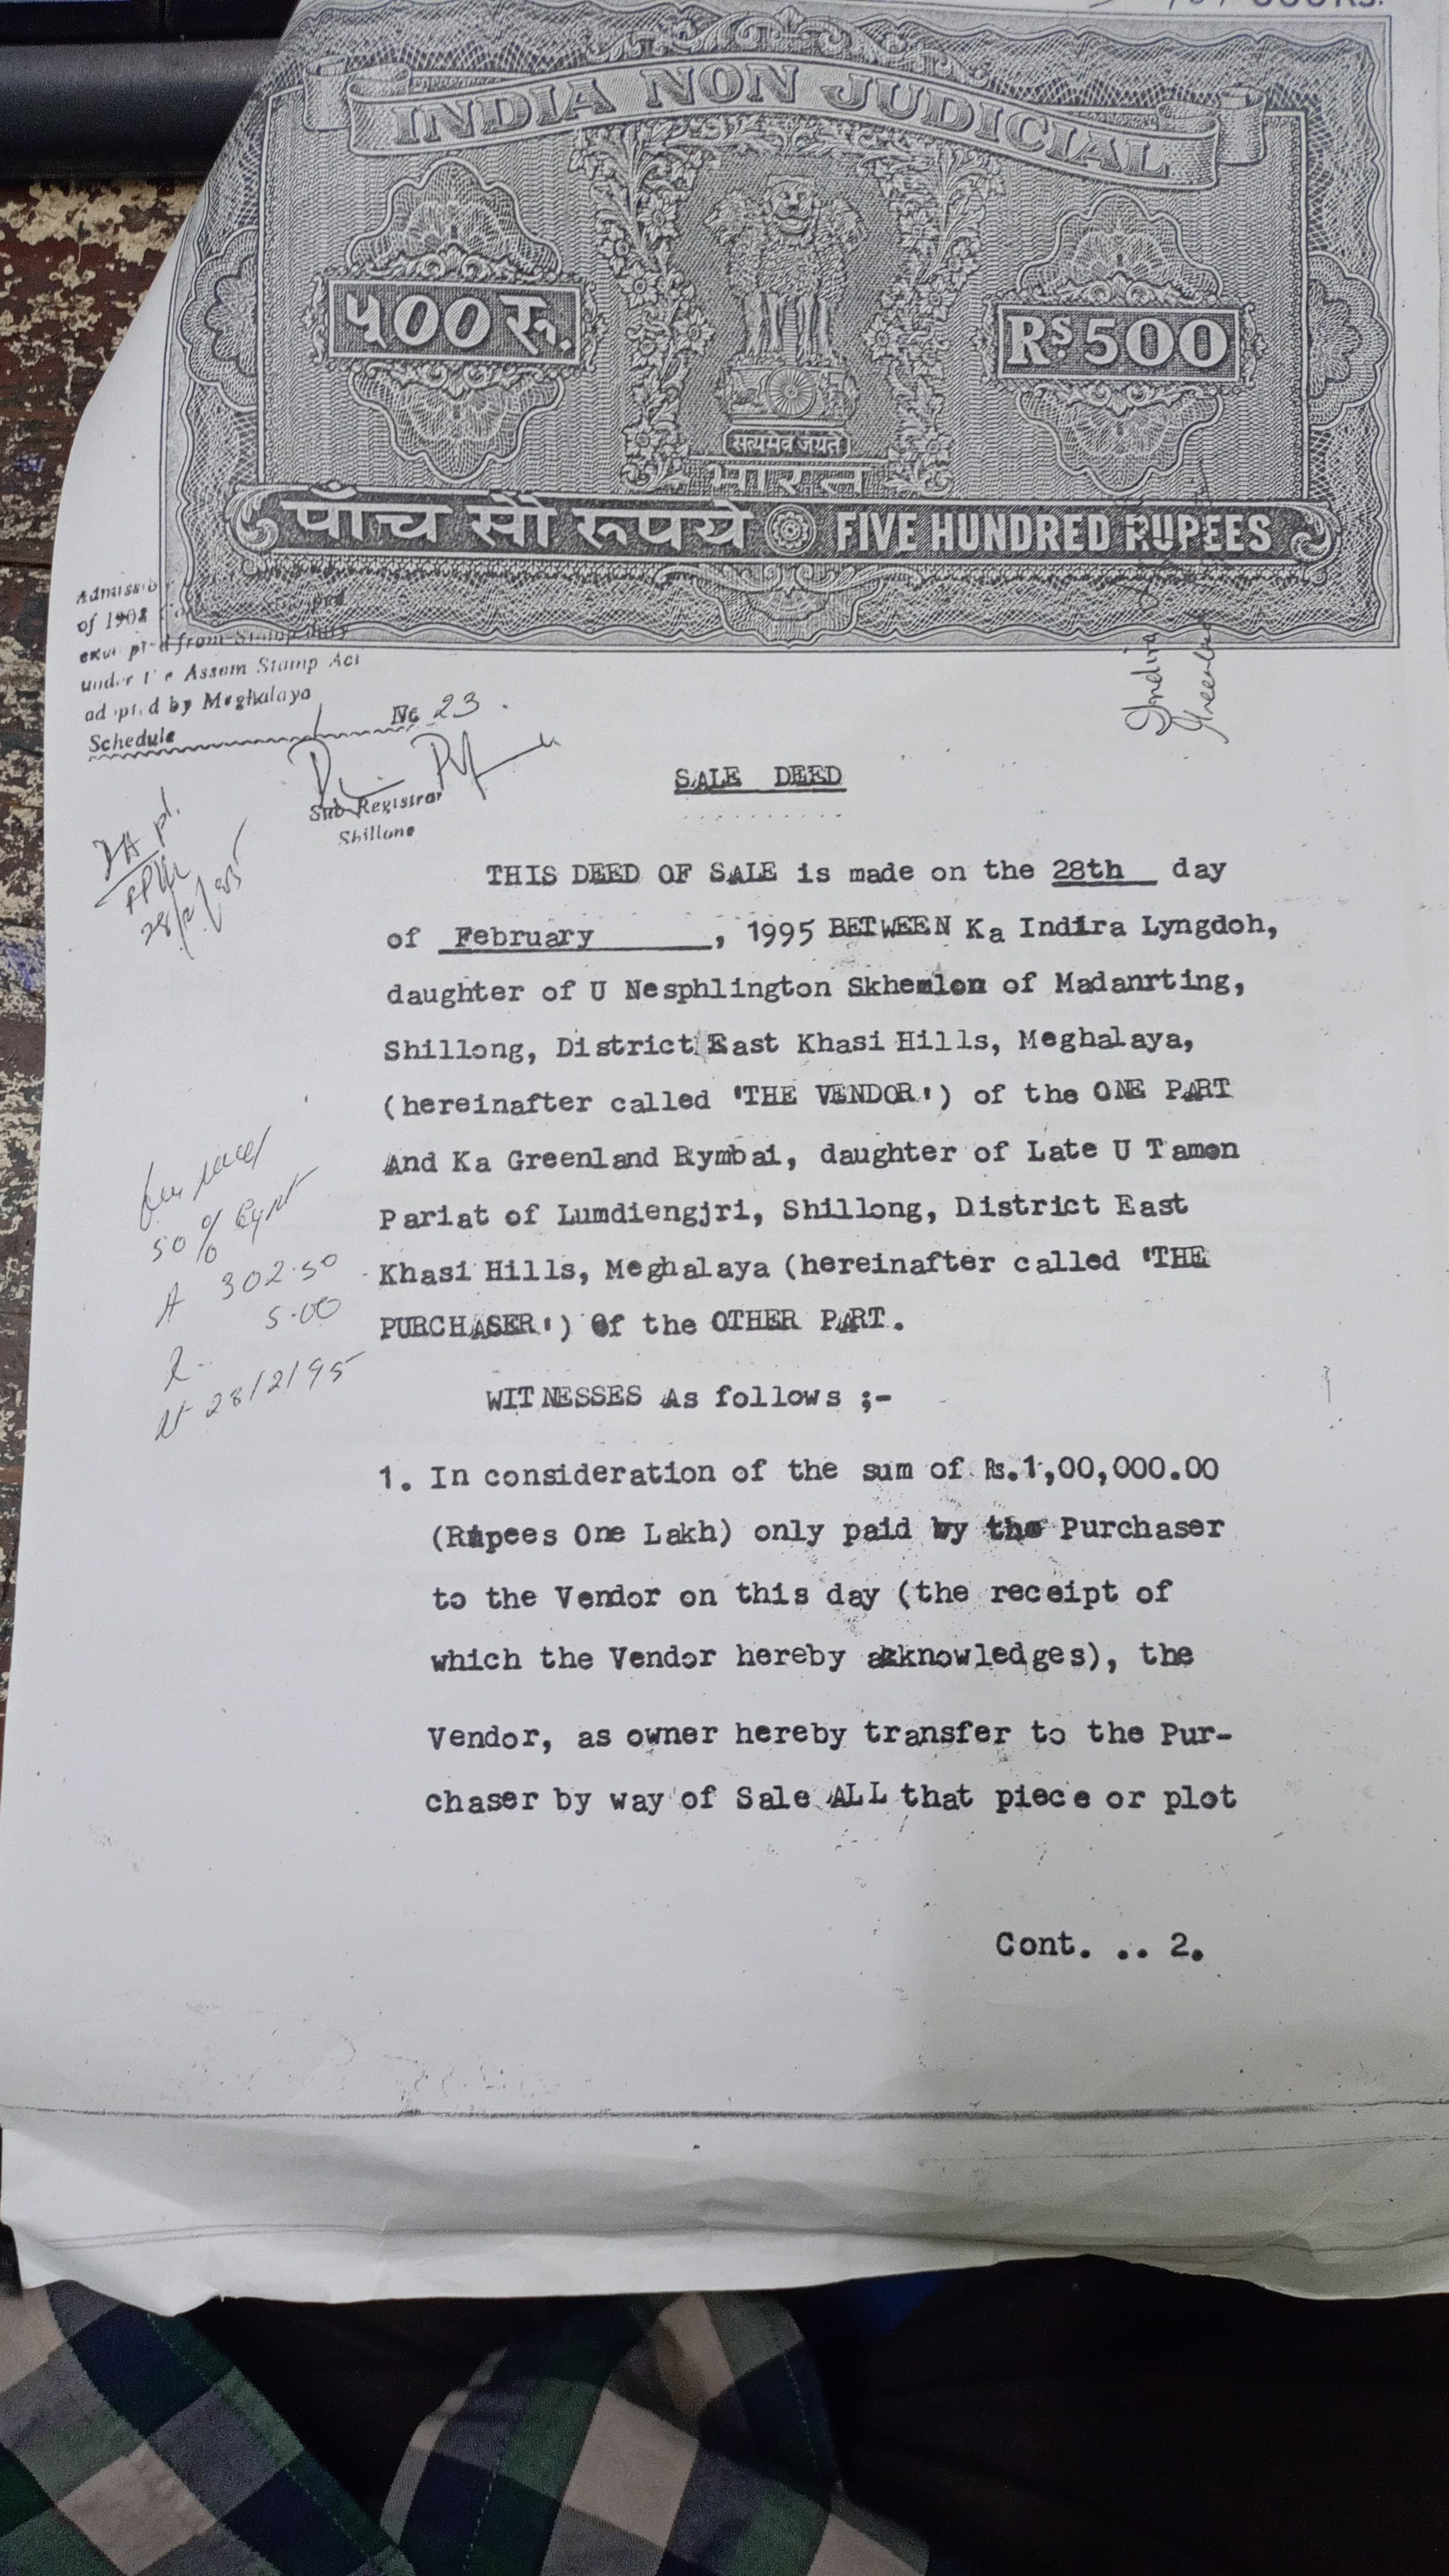 INDIA NON JUDICIAL
५00 रु.
Rs.500
सत्यमेव जयते
भारत
पाँच सौ रूपये FIVE HUNDRED RUPEES
of 1908
from Stamp duty
under the Assam Stamp Act
adopted by Meghalaya
Schedule No 23.
Sub Registrar
Shillong
Indira
28/2/95
SALE DEED
THIS DEED OF SALE is made on the 28th day
of February, 1995 BETWEEN Ka Indira Lyngdoh,
daughter of U Nesphlington Skhemlon of Madanrting,
Shillong, District East Khasi Hills, Meghalaya,
(hereinafter called 'THE VENDOR') of the ONE PART
And Ka Greenland Rymbai, daughter of Late U Tamon
Pariat of Lumdiengjri, Shillong, District East
Khasi Hills, Meghalaya (hereinafter called 'THE
PURCHASER') Of the OTHER PART.
50%
A 302.50
5.00
28/2/95
WITNESSES As follows ;-
1. In consideration of the sum of Rs.1,00,000.00
(Rupees One Lakh) only paid by the Purchaser
to the Vendor on this day (the receipt of
which the Vendor hereby acknowledges), the
Vendor, as owner hereby transfer to the Pur-
chaser by way of Sale ALL that piece or plot
Cont. .. 2.